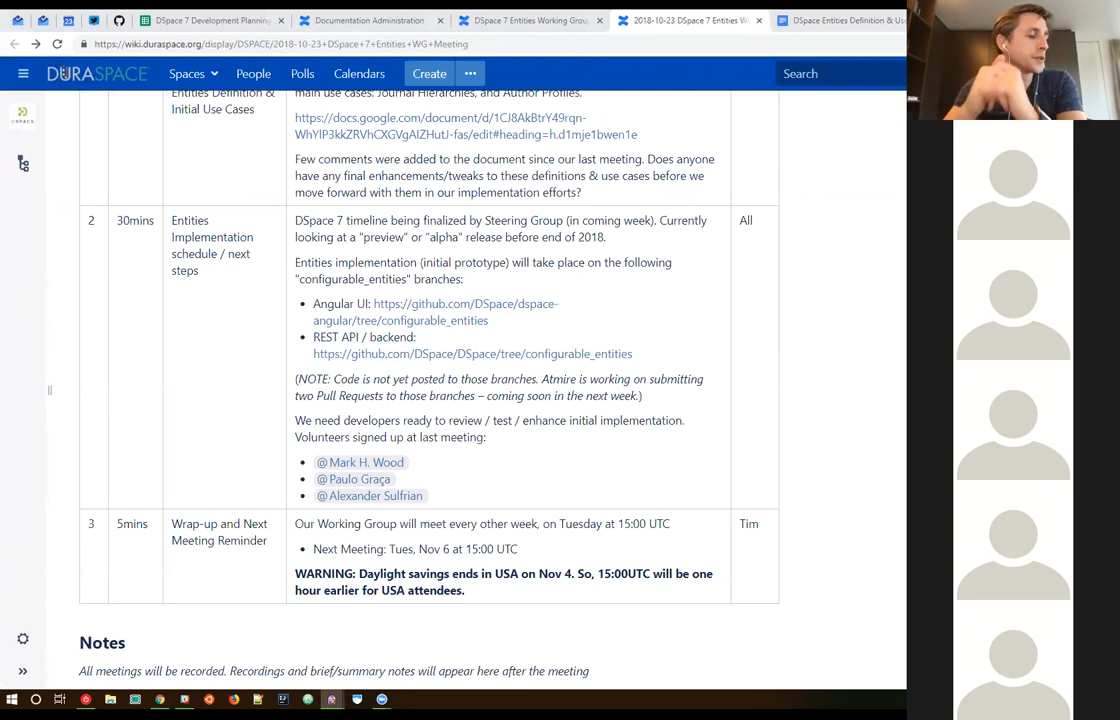 DSpace 7 Development Planning
Documentation Administration
DSpace 7 Entities Working Grou
2018-10-23 DSpace 7 Entities W
DSpace Entities Definition & Us
https://wiki.duraspace.org/display/DSPACE/2018-10-23+DSpace+7+Entities+WG+Meeting
DURASPACE
Spaces
People
Polls
Calendars
Create
Search
DSPACE
Entities Definition &
Initial Use Cases
main use cases: Journal Hierarchies, and Author Profiles.
https://docs.google.com/document/d/1CJ8AkBtrY49rqn-
WhYlP3kkZRVhCXGVgAIZHutJ-fas/edit#heading=h.d1mje1bwen1e
Few comments were added to the document since our last meeting. Does anyone
have any final enhancements/tweaks to these definitions & use cases before we
move forward with them in our implementation efforts?
2
30mins
Entities
Implementation
schedule / next
steps
DSpace 7 timeline being finalized by Steering Group (in coming week). Currently
looking at a "preview" or "alpha" release before end of 2018.
Entities implementation (initial prototype) will take place on the following
"configurable_entities" branches:
• Angular UI: https://github.com/DSpace/dspace-
angular/tree/configurable_entities
• REST API / backend:
https://github.com/DSpace/DSpace/tree/configurable_entities
(NOTE: Code is not yet posted to those branches. Atmire is working on submitting
two Pull Requests to those branches – coming soon in the next week.)
We need developers ready to review / test / enhance initial implementation.
Volunteers signed up at last meeting:
• @Mark H. Wood
• @Paulo Graça
• @Alexander Sulfrian
All
3
5mins
Wrap-up and Next
Meeting Reminder
Our Working Group will meet every other week, on Tuesday at 15:00 UTC
• Next Meeting: Tues, Nov 6 at 15:00 UTC
WARNING: Daylight savings ends in USA on Nov 4. So, 15:00UTC will be one
hour earlier for USA attendees.
Tim
Notes
All meetings will be recorded. Recordings and brief/summary notes will appear here after the meeting